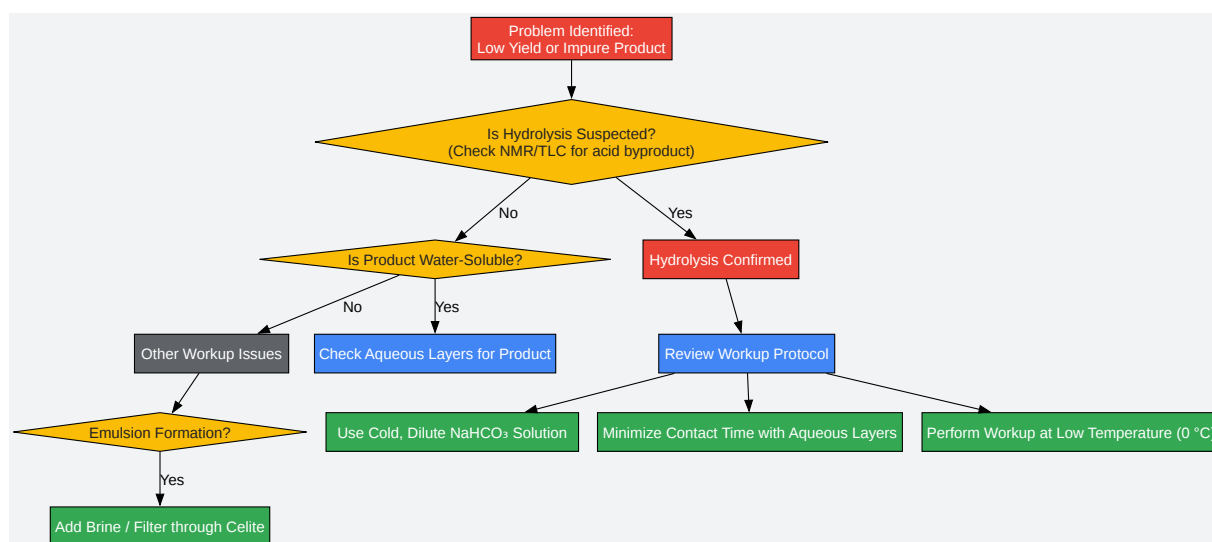 Problem Identified:
Low Yield or Impure Product
Is Hydrolysis Suspected?
(Check NMR/TLC for acid byproduct)
No
Yes
Is Product Water-Soluble?
Hydrolysis Confirmed
No
Yes
Other Workup Issues
Check Aqueous Layers for Product
Review Workup Protocol
Emulsion Formation?
Use Cold, Dilute NaHCO₃ Solution
Minimize Contact Time with Aqueous Layers
Perform Workup at Low Temperature (0 °C)
Yes
Add Brine / Filter through Celite